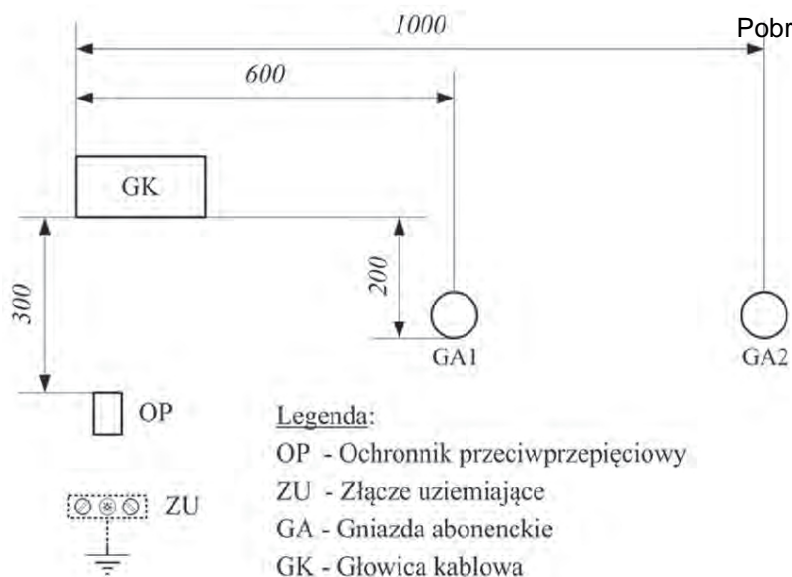 1000
Pobr
600
GK
300
200
GA1
GA2
OP
ZU
Legenda:
OP - Ochronnik przeciwprzepięciowy
ZU - Złącze uziemiające
GA - Gniazda abonenckie
GK - Głowica kablowa